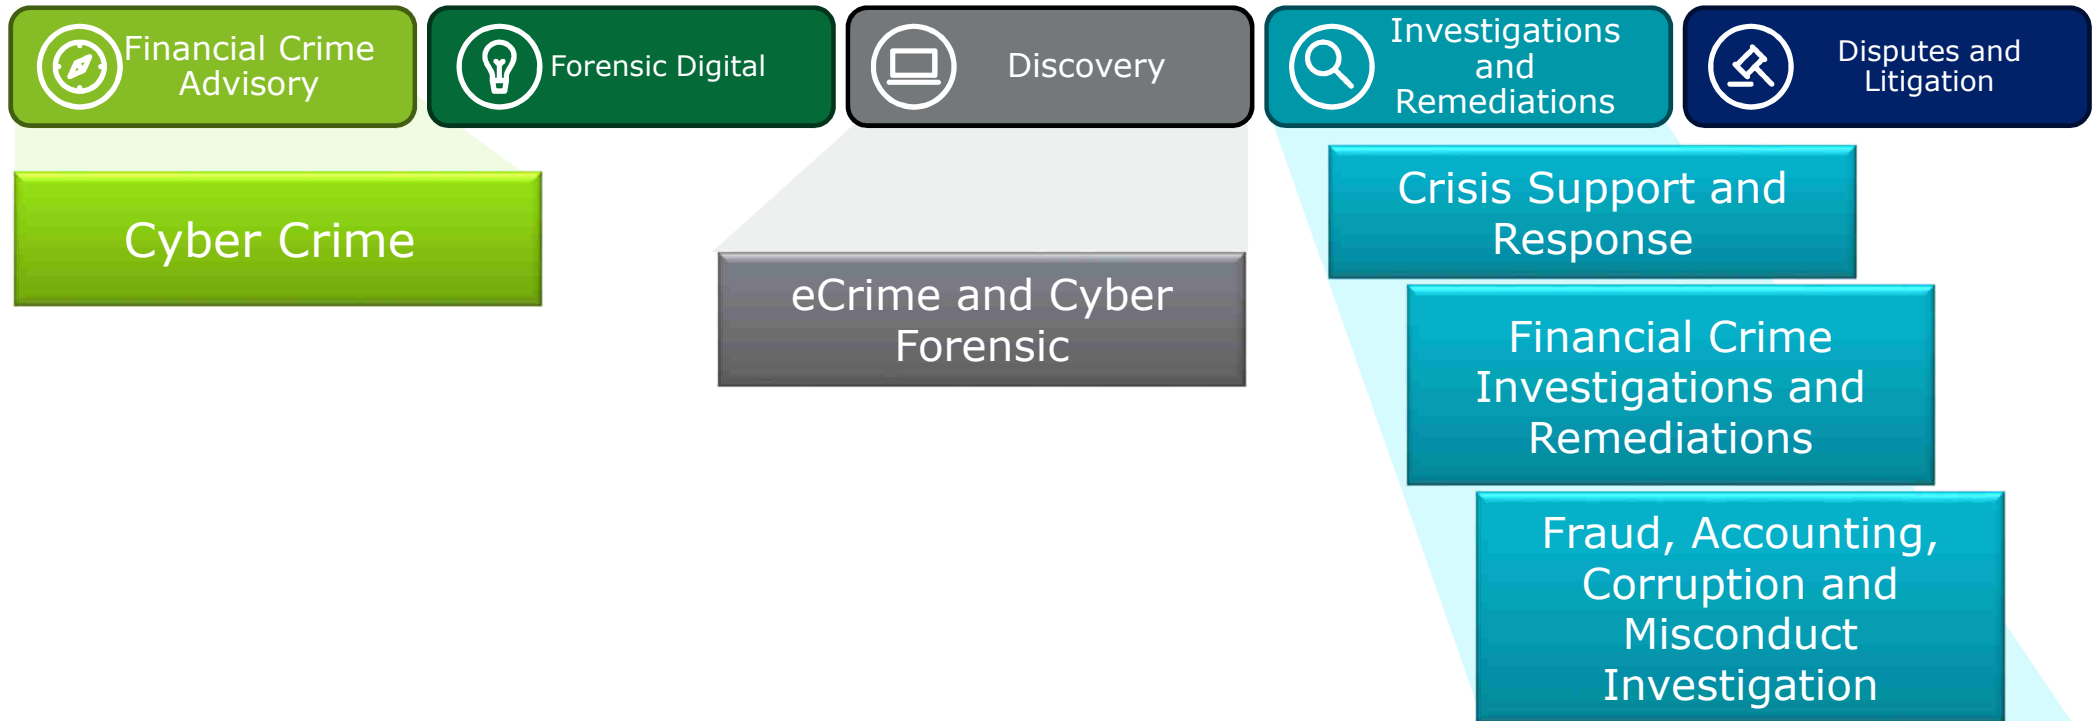 Financial Crime
Advisory
Forensic Digital
Discovery
Investigations
and
Remediations
Disputes and
Litigation
Cyber Crime
eCrime and Cyber
Forensic
Crisis Support and
Response
Financial Crime
Investigations and
Remediations
Fraud, Accounting,
Corruption and
Misconduct
Investigation